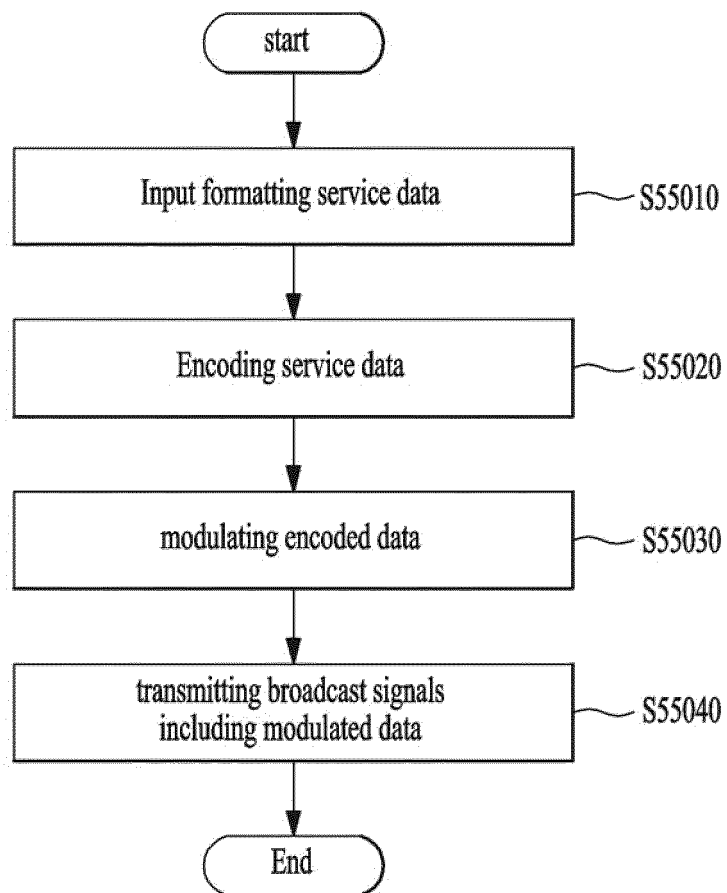 start
Input formatting service data
S55010
Encoding service data
S55020
modulating encoded data
S55030
transmitting broadcast signals
including modulated data
S55040
End